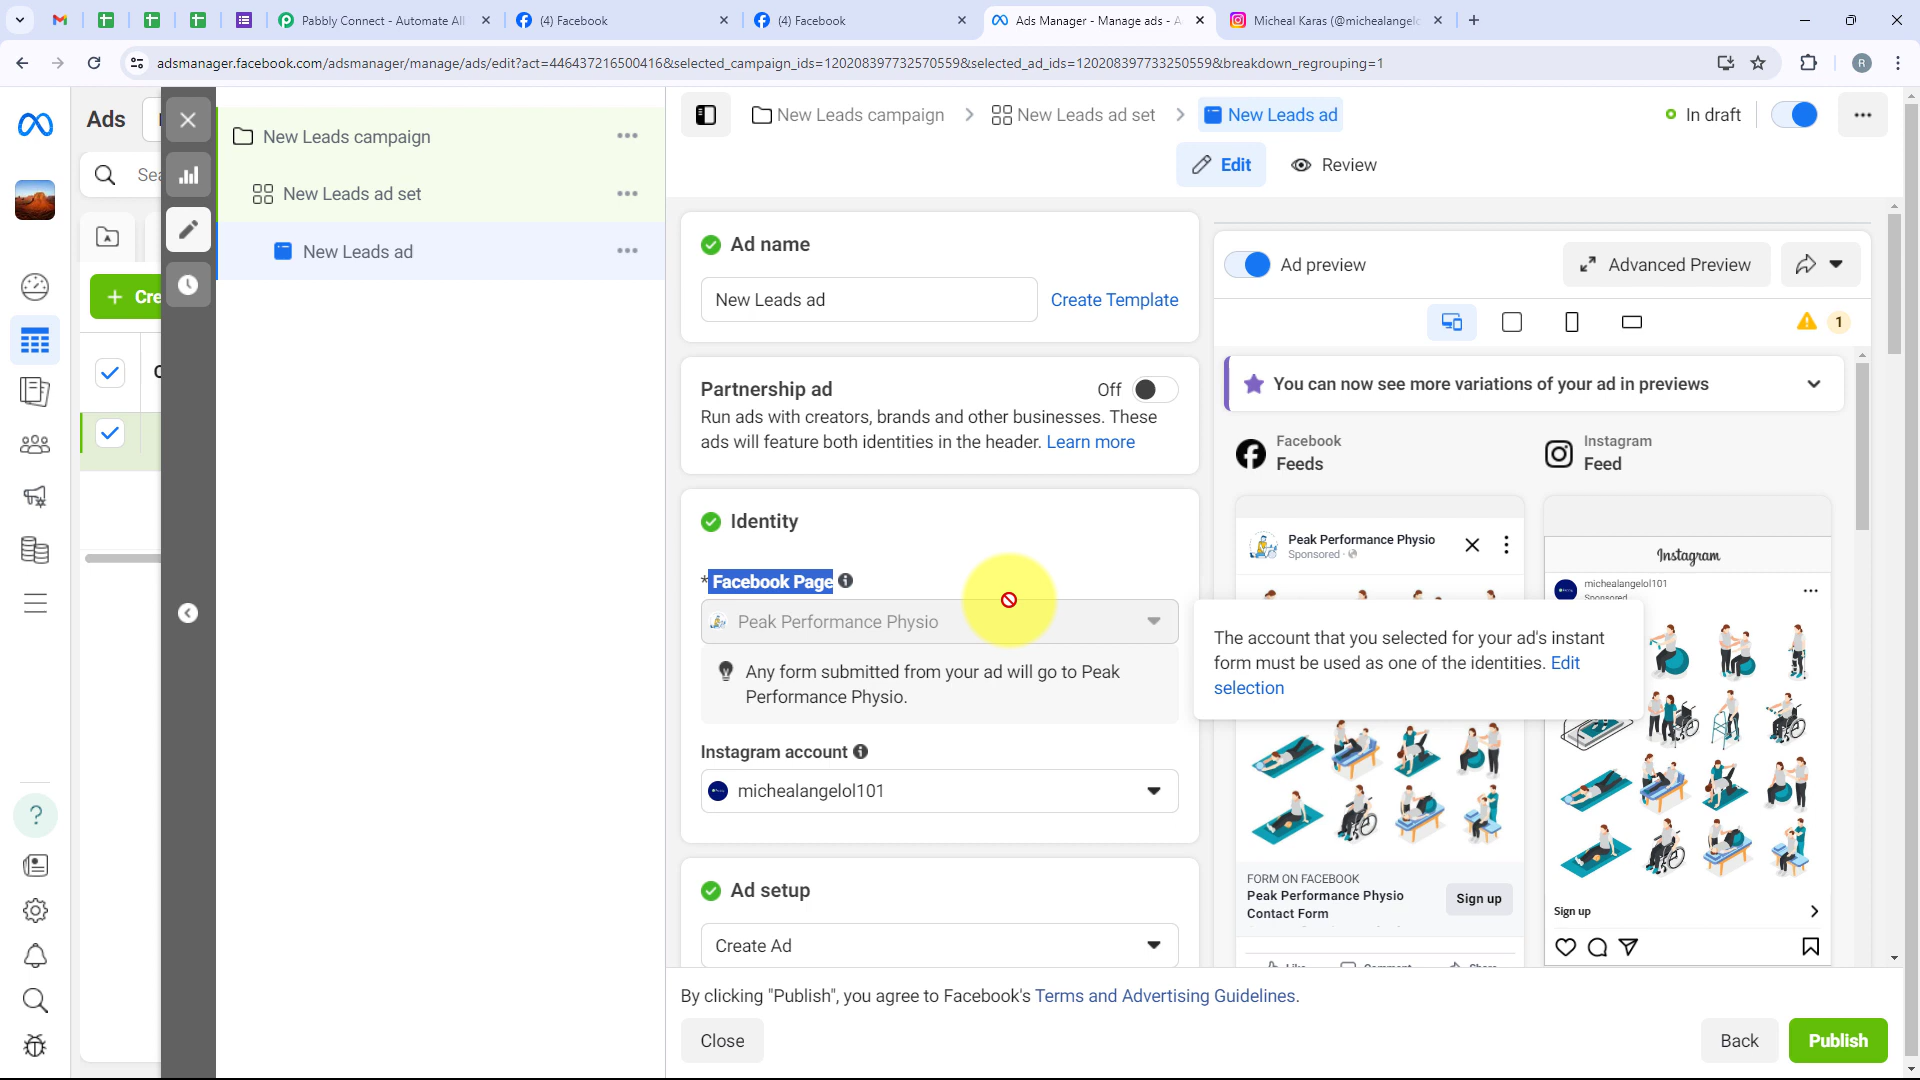 Pabbly Connect - Automate All
(4) Facebook
(4) Facebook
Ads Manager - Manage ads - A
Micheal Karas (@michealangelo
adsmanager.facebook.com/adsmanager/manage/ads/edit?act=446437216500416&selected_campaign_ids=120208397732570559&selected_ad_ids=120208397733250559&breakdown_regrouping=1
R
Ads
Sea
+ Cre
C
New Leads campaign
New Leads ad set
New Leads ad
New Leads campaign
New Leads ad set
New Leads ad
In draft
Edit
Review
Ad name
New Leads ad
Create Template
Partnership ad
Off
Run ads with creators, brands and other businesses. These
ads will feature both identities in the header. Learn more
Identity
* Facebook Page
Peak Performance Physio
Any form submitted from your ad will go to Peak
Performance Physio.
Instagram account
michealangelol101
Ad setup
Create Ad
Ad preview
Advanced Preview
1
You can now see more variations of your ad in previews
Facebook
Feeds
Instagram
Feed
Peak Performance Physio
Sponsored ·
Instagram
michealangelol101
Sponsored
The account that you selected for your ad's instant
form must be used as one of the identities. Edit
selection
FORM ON FACEBOOK
Peak Performance Physio
Contact Form
Sign up
Sign up
Like
Comment
Share
By clicking "Publish", you agree to Facebook's Terms and Advertising Guidelines.
Close
Back
Publish